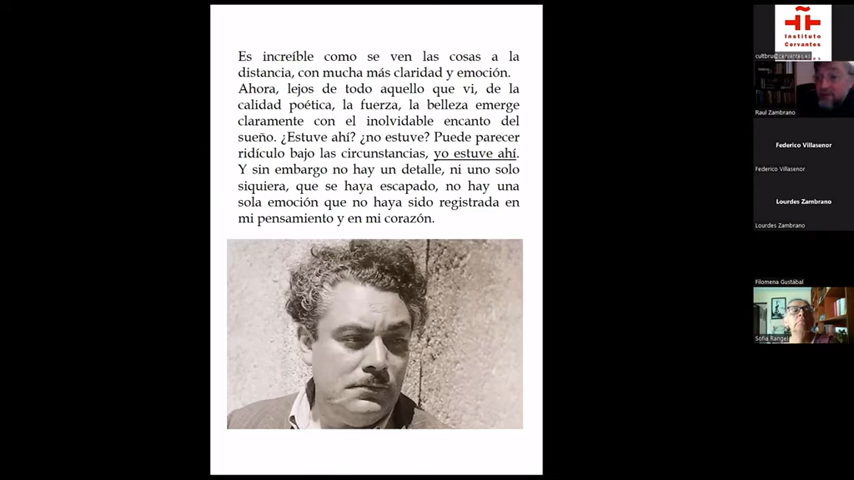 Es increíble como se ven las cosas a la
distancia, con mucha más claridad y emoción.
Ahora, lejos de todo aquello que vi, de la
calidad poética, la fuerza, la belleza emerge
claramente con el inolvidable encanto del
sueño. ¿Estuve ahí? ¿no estuve? Puede parecer
ridículo bajo las circunstancias, yo estuve ahí.
Y sin embargo no hay un detalle, ni uno solo
siquiera, que se haya escapado, no hay una
sola emoción que no haya sido registrada en
mi pensamiento y en mi corazón.
Instituto
Cervantes
Raul Zambrano
Federico Villasenor
Federico Villasenor
Lourdes Zambrano
Lourdes Zambrano
Filomena Gustábal
Sofia Rangel